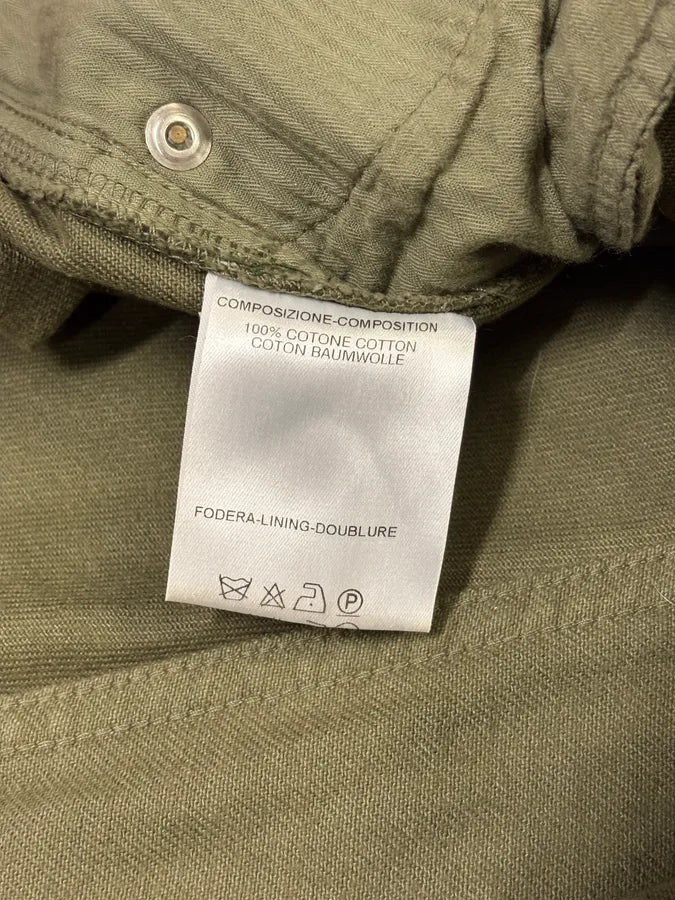 COMPOSIZIONE-COMPOSITION
100% COTONE COTTON
COTON BAUMWOLLE
FODERA-LINING-DOUBLURE
P